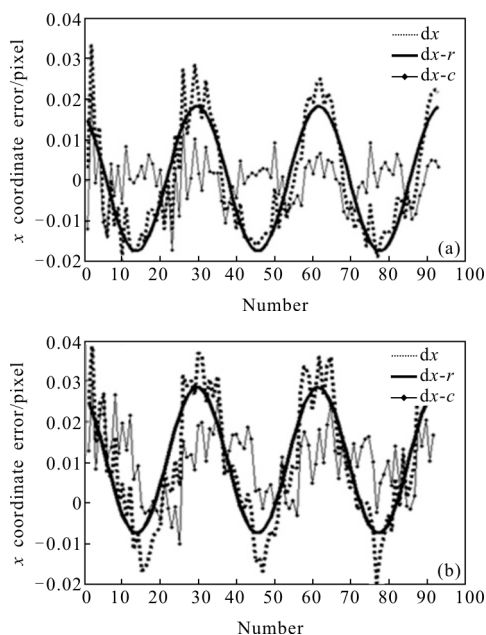 0.04
0.03
0.02
0.01
0
−0.01
−0.02
x coordinate error/pixel
dx
dx-r
dx-c
(a)
0 10 20 30 40 50 60 70 80 90 100
Number
0.04
0.03
0.02
0.01
0
−0.01
−0.02
x coordinate error/pixel
dx
dx-r
dx-c
(b)
0 10 20 30 40 50 60 70 80 90 100
Number